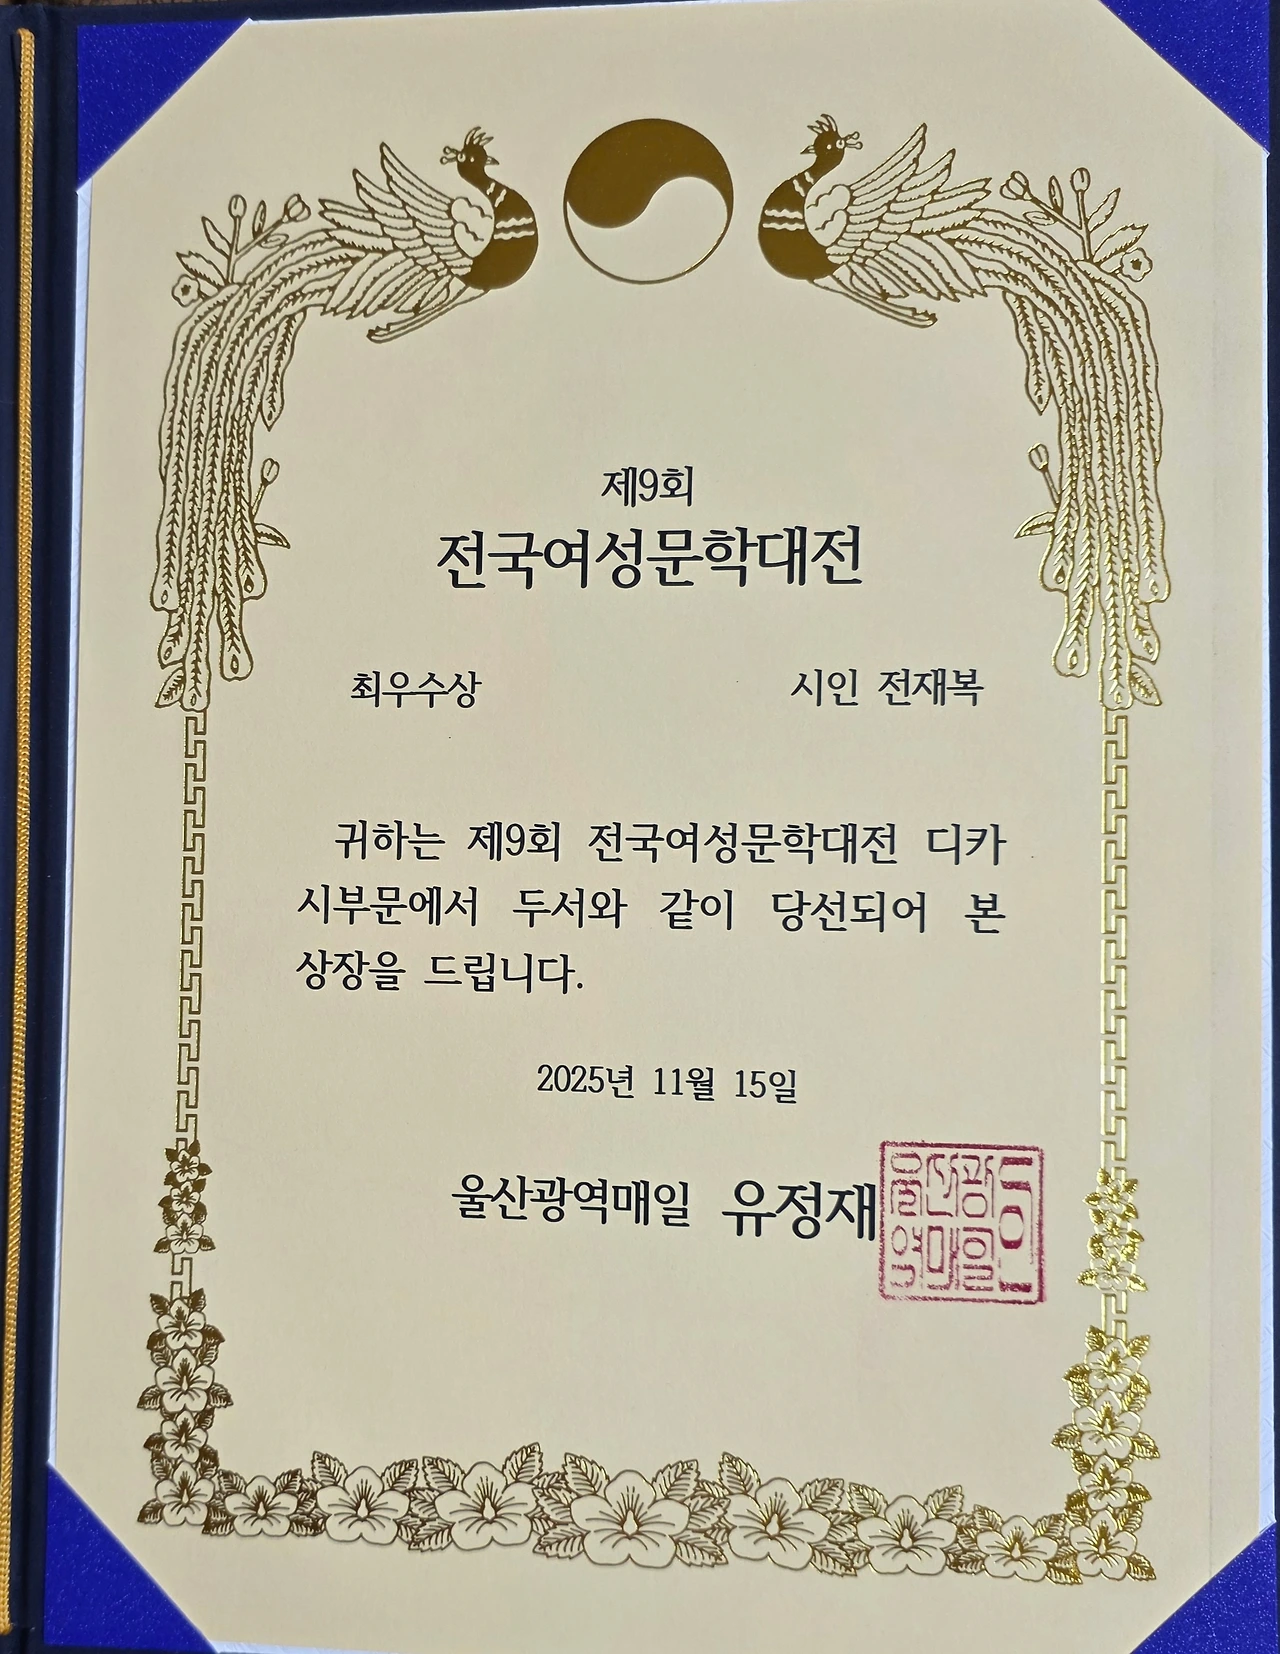 제9회
전국여성문학대전
최우수상 시인 전재복
귀하는 제9회 전국여성문학대전 디카
시부문에서 두서와 같이 당선되어 본
상장을 드립니다.
2025년 11월 15일
울산광역매일 유정재